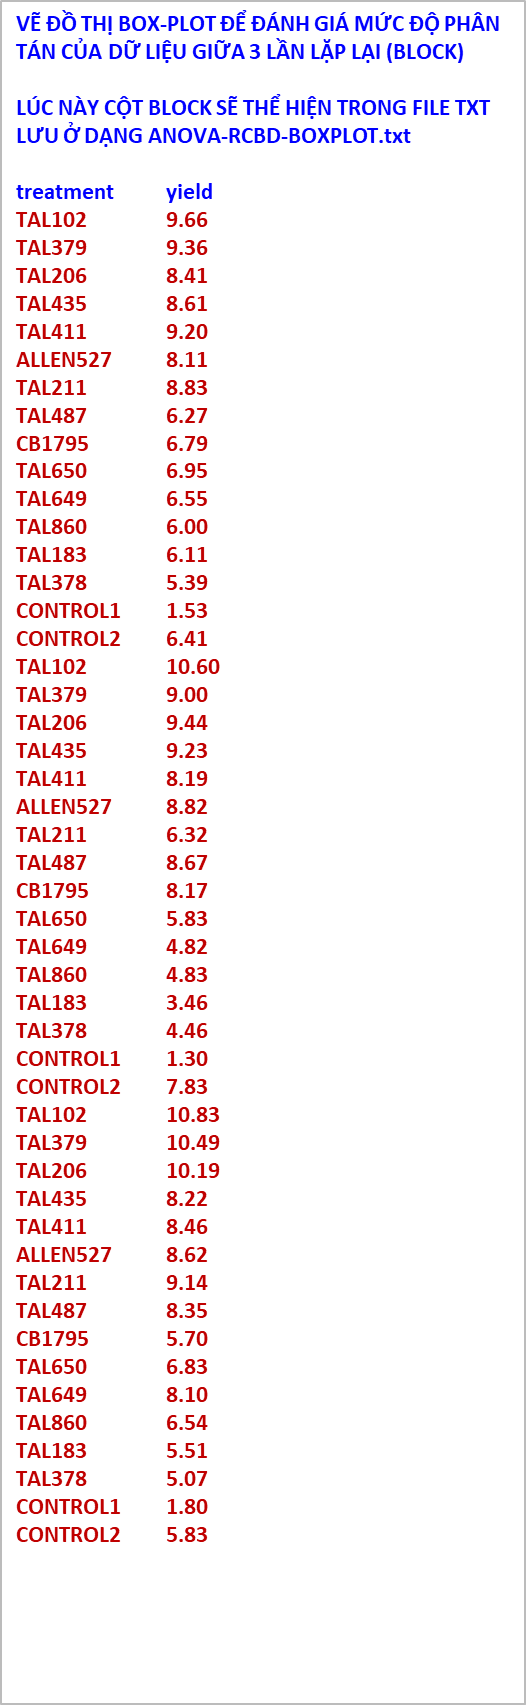 VẼ ĐỒ THỊ BOX-PLOT ĐỂ ĐÁNH GIÁ MỨC ĐỘ PHÂN
TÁN CỦA DỮ LIỆU GIỮA 3 LẦN LẶP LẠI (BLOCK)
LÚC NÀY CỘT BLOCK SẼ THỂ HIỆN TRONG FILE TXT
LƯU Ở DẠNG ANOVA-RCBD-BOXPLOT.txt
treatment yield
TAL102 9.66
TAL379 9.36
TAL206 8.41
TAL435 8.61
TAL411 9.20
ALLEN527 8.11
TAL211 8.83
TAL487 6.27
CB1795 6.79
TAL650 6.95
TAL649 6.55
TAL860 6.00
TAL183 6.11
TAL378 5.39
CONTROL1 1.53
CONTROL2 6.41
TAL102 10.60
TAL379 9.00
TAL206 9.44
TAL435 9.23
TAL411 8.19
ALLEN527 8.82
TAL211 6.32
TAL487 8.67
CB1795 8.17
TAL650 5.83
TAL649 4.82
TAL860 4.83
TAL183 3.46
TAL378 4.46
CONTROL1 1.30
CONTROL2 7.83
TAL102 10.83
TAL379 10.49
TAL206 10.19
TAL435 8.22
TAL411 8.46
ALLEN527 8.62
TAL211 9.14
TAL487 8.35
CB1795 5.70
TAL650 6.83
TAL649 8.10
TAL860 6.54
TAL183 5.51
TAL378 5.07
CONTROL1 1.80
CONTROL2 5.83